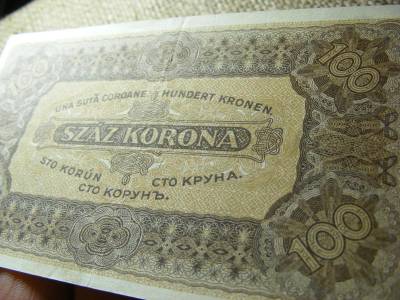 100
UNA SUTĂ COROANE. HUNDERT KRONEN.
SZÁZ KORONA
STO KORÚN СТО КРУНА.
СТО КОРУНЪ.
100